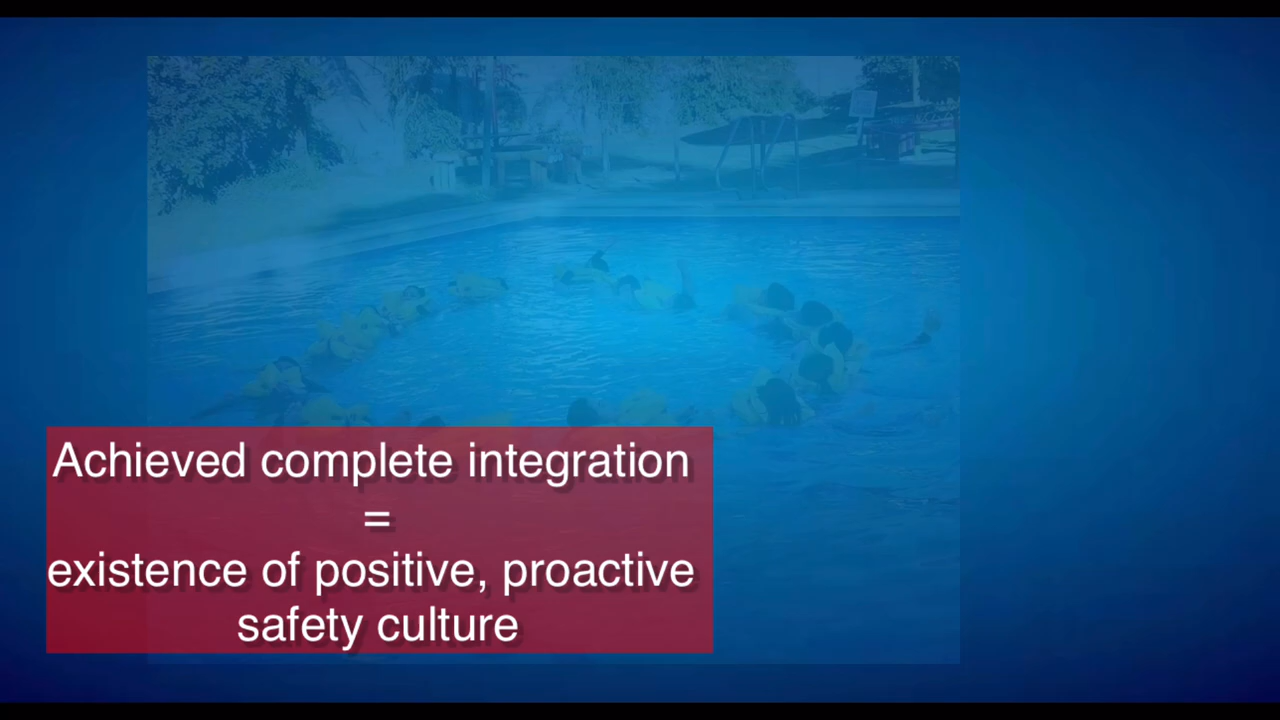 Achieved complete integration
=
existence of positive, proactive
safety culture